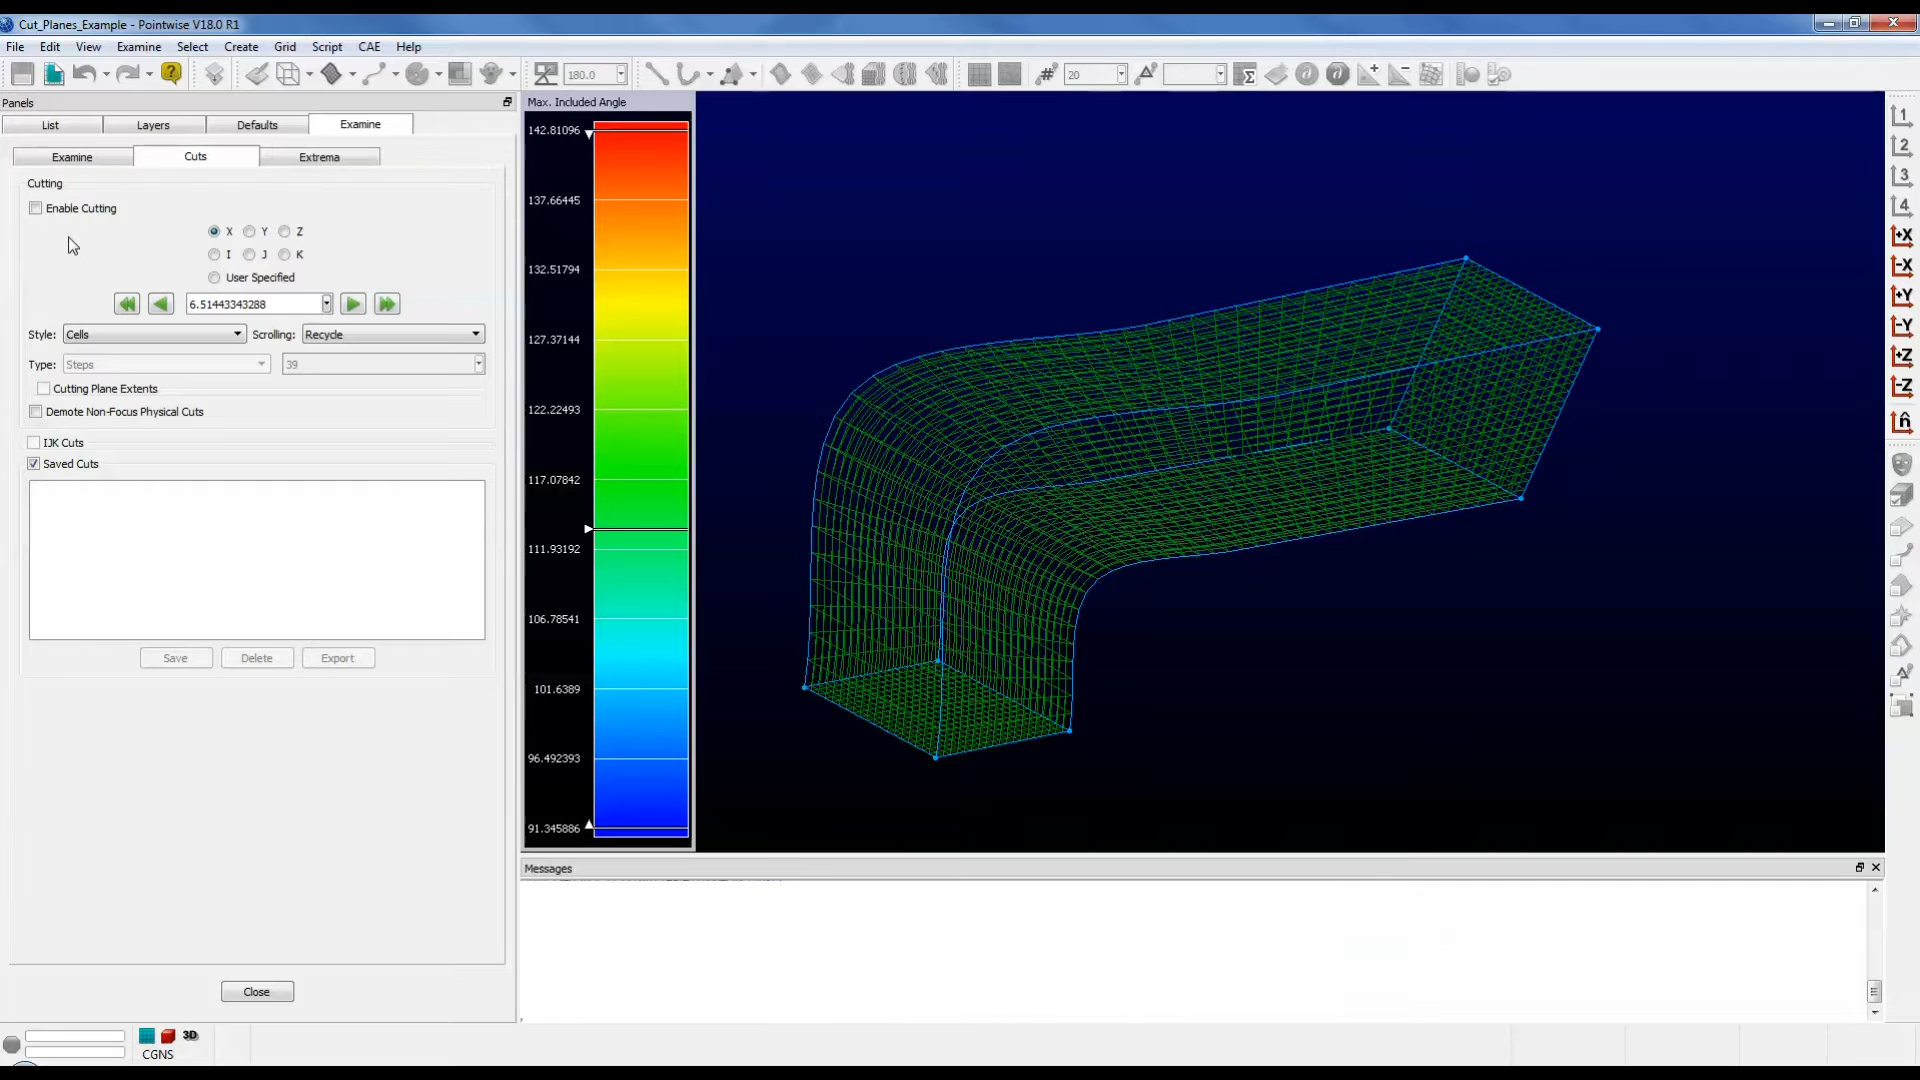 Cut_Planes_Example - Pointwise V18.0 R1
File Edit View Examine Select Create Grid Script CAE Help
180.0
20
Panels
List Layers Defaults Examine
Examine Cuts Extrema
Cutting
Enable Cutting
X Y Z
I J K
User Specified
6.51443343288
Style: Cells Scrolling: Recycle
Type: Steps 39
Cutting Plane Extents
Demote Non-Focus Physical Cuts
IJK Cuts
Saved Cuts
Save Delete Export
Close
CGNS
3D
Max. Included Angle
142.81096
137.66445
132.51794
127.37144
122.22493
117.07842
111.93192
106.78541
101.6389
96.492393
91.345886
Messages
1
2
3
4
+X
-X
+Y
-Y
+Z
-Z
n̂